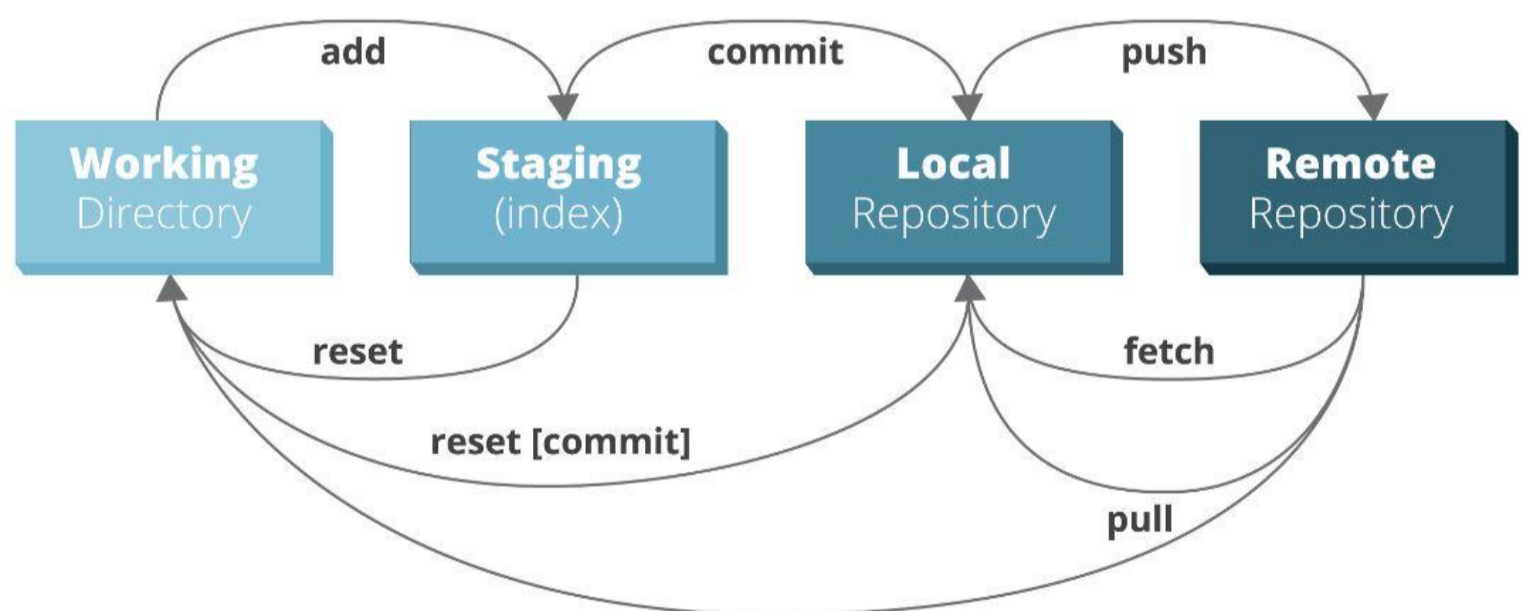 add
commit
push
Working
Directory
Staging
(index)
Local
Repository
Remote
Repository
reset
fetch
reset [commit]
pull